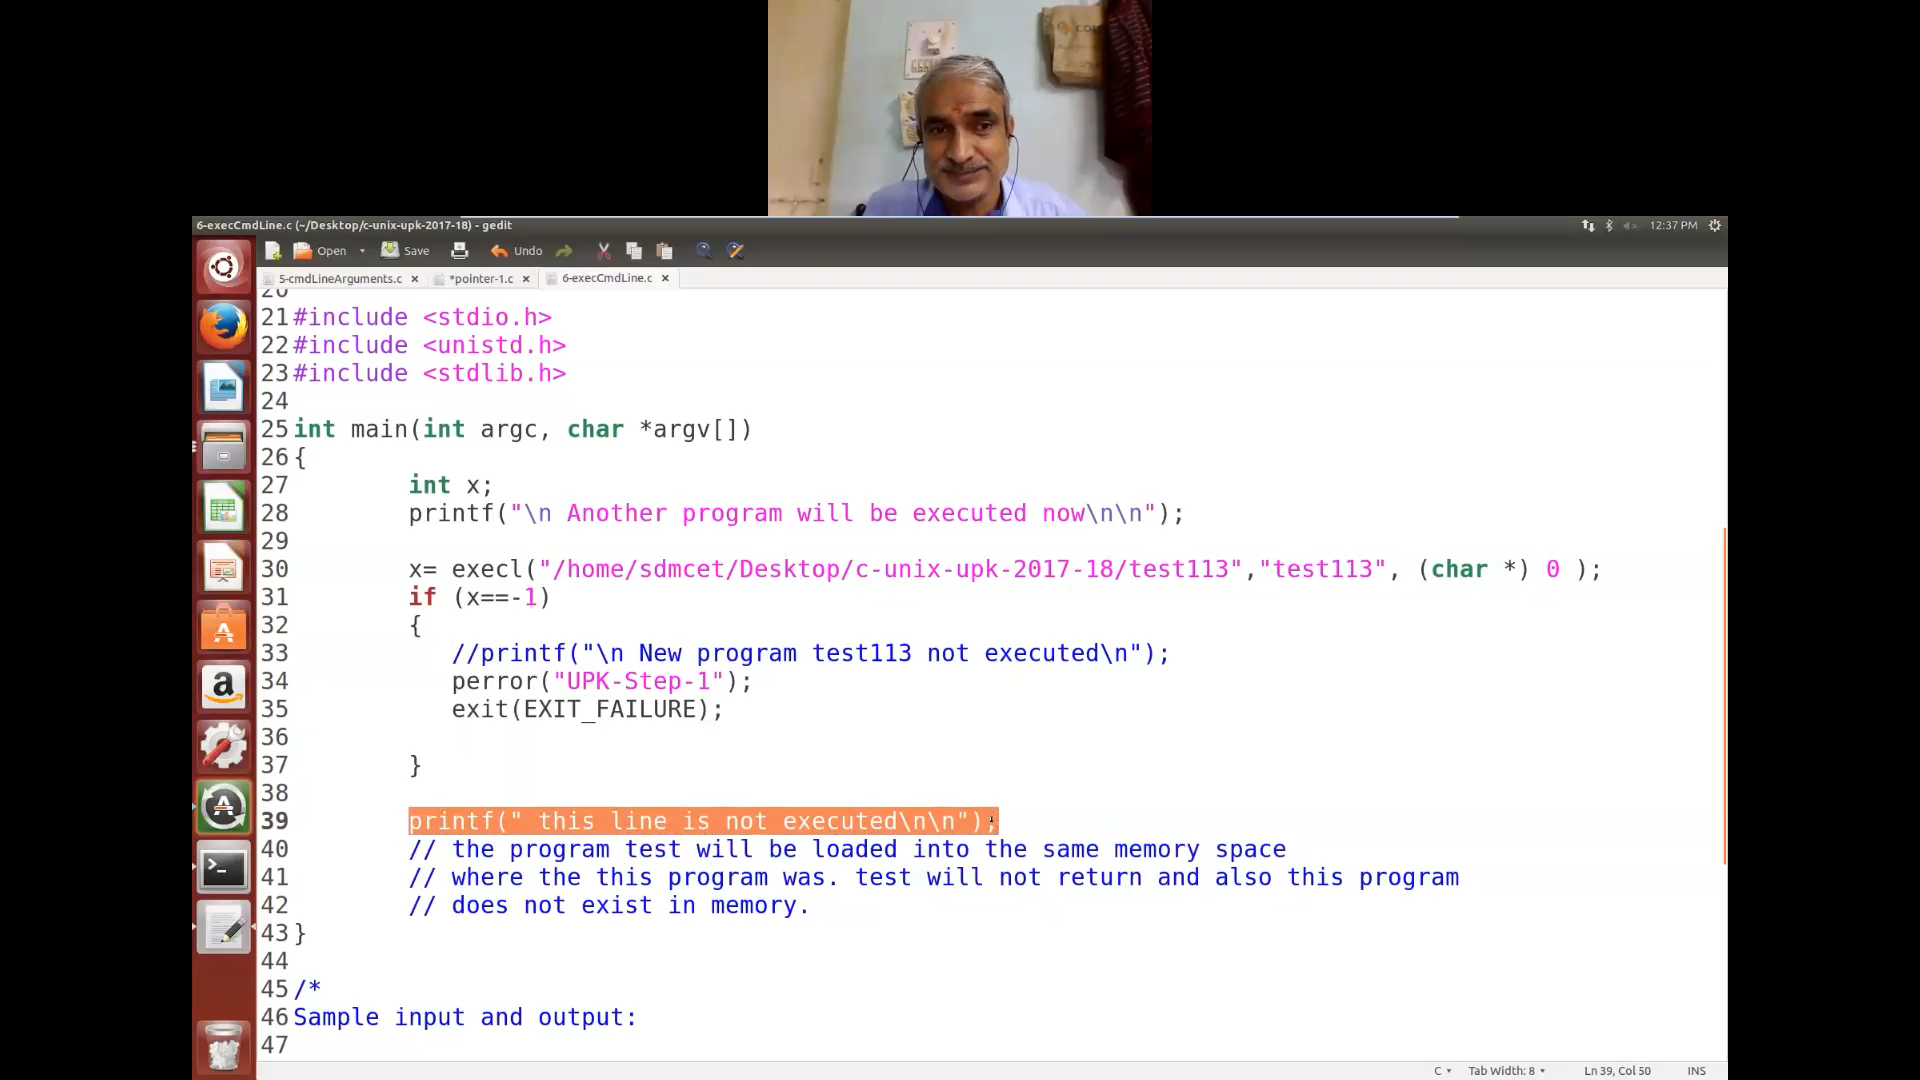 6-execCmdLine.c (~/Desktop/c-unix-upk-2017-18) - gedit
12:37 PM
Open
Save
Undo
5-cmdLineArguments.c
*pointer-1.c
6-execCmdLine.c
20
21 #include <stdio.h>
22 #include <unistd.h>
23 #include <stdlib.h>
24
25 int main(int argc, char *argv[])
26 {
27 int x;
28 printf("\n Another program will be executed now\n\n");
29
30 x= execl("/home/sdmcet/Desktop/c-unix-upk-2017-18/test113","test113", (char *) 0 );
31 if (x==-1)
32 {
33 //printf("\n New program test113 not executed\n");
34 perror("UPK-Step-1");
35 exit(EXIT_FAILURE);
36
37 }
38
39 printf(" this line is not executed\n\n");
40 // the program test will be loaded into the same memory space
41 // where the this program was. test will not return and also this program
42 // does not exist in memory.
43 }
44
45 /*
46 Sample input and output:
47
C
Tab Width: 8
Ln 39, Col 50
INS